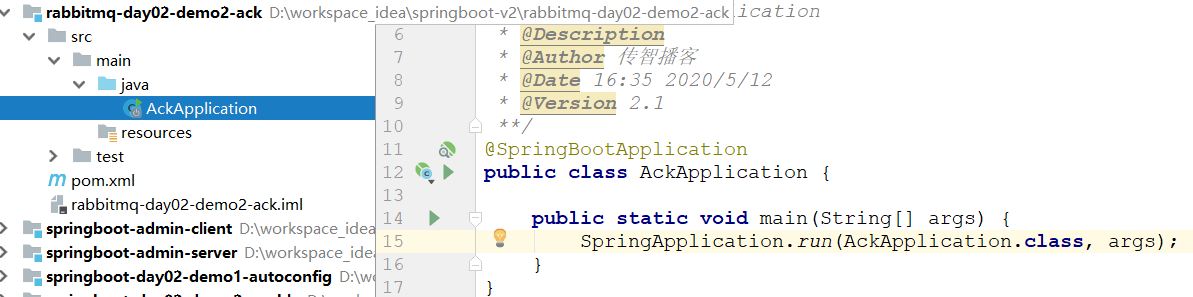 rabbitmq-day02-demo2-ack D:\workspace_idea\springboot-v2\rabbitmq-day02-demo2-ack
src
main
java
AckApplication
resources
test
pom.xml
rabbitmq-day02-demo2-ack.iml
springboot-admin-client D:\workspace_idea
springboot-admin-server D:\workspace_idea
springboot-day02-demo1-autoconfig D:\w
ication
6 * @Description
7 * @Author 传智播客
8 * @Date 16:35 2020/5/12
9 * @Version 2.1
10 **/
11 @SpringBootApplication
12 public class AckApplication {
13
14 public static void main(String[] args) {
15 SpringApplication.run(AckApplication.class, args);
16 }
17 }